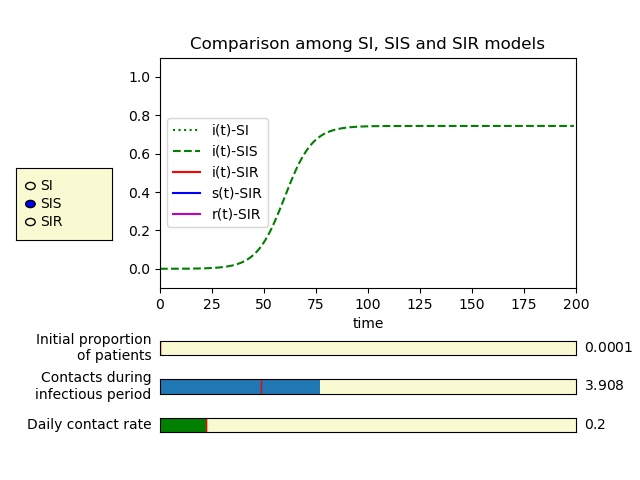 Comparison among SI, SIS and SIR models
1.0
0.8
0.6
0.4
0.2
0.0
i(t)-SI
i(t)-SIS
i(t)-SIR
s(t)-SIR
r(t)-SIR
SI
SIS
SIR
0 25 50 75 100 125 150 175 200
time
Initial proportion
of patients
0.0001
Contacts during
infectious period
3.908
Daily contact rate
0.2